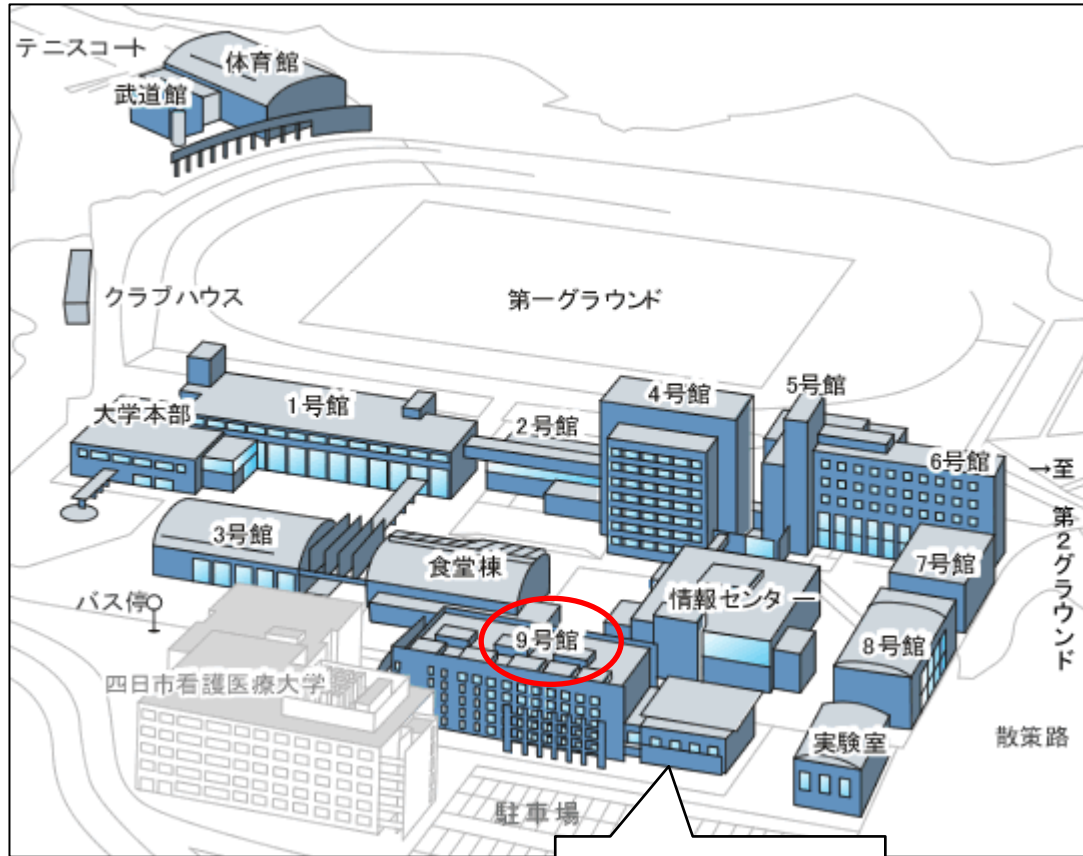 テニスコート
体育館
武道館
クラブハウス
第一グラウンド
大学本部
1号館
2号館
4号館
5号館
6号館
→至
第2グラウンド
3号館
食堂棟
情報センター
7号館
バス停
9号館
8号館
四日市看護医療大学
実験室
散策路
駐車場